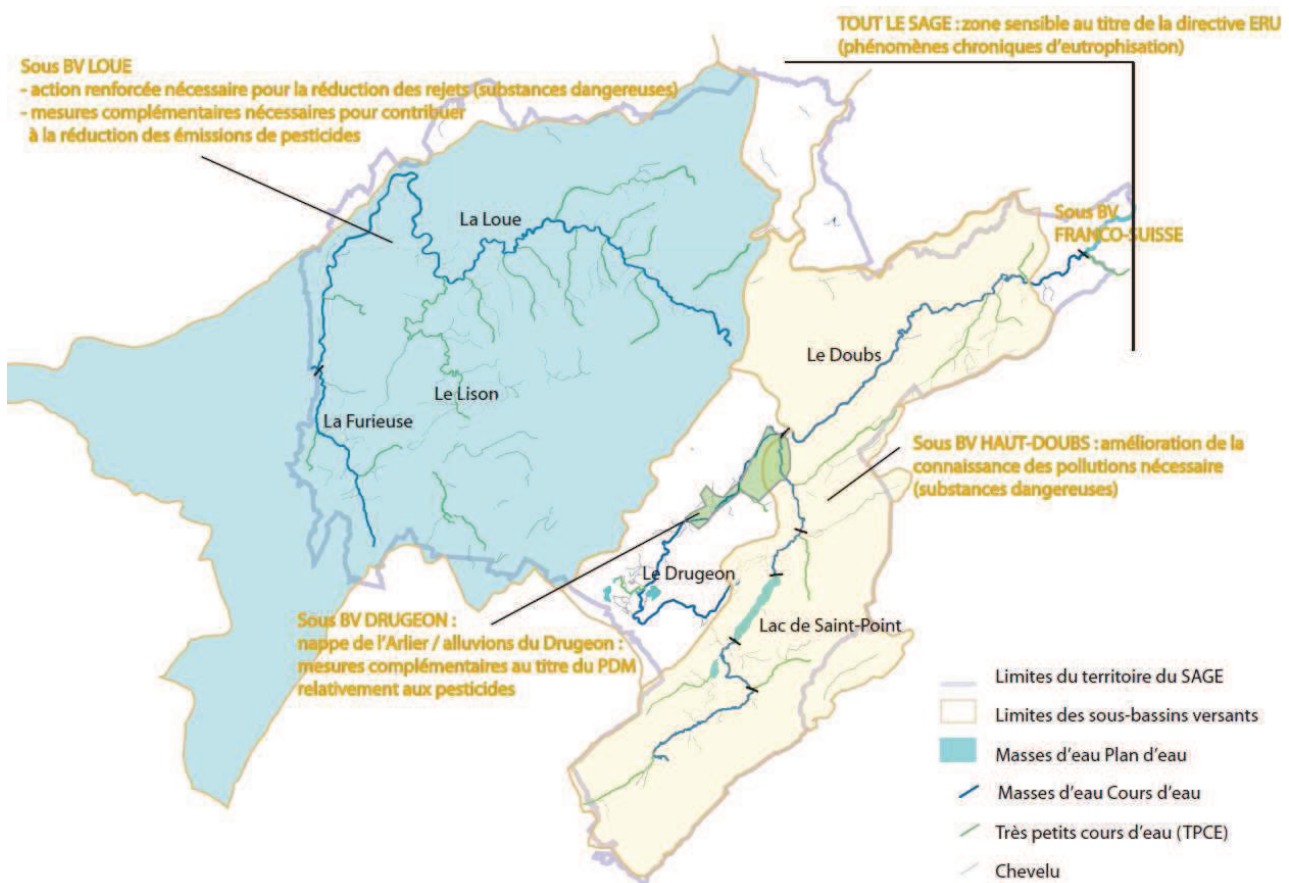 TOUT LE SAGE : zone sensible au titre de la directive ERU
(phénomènes chroniques d'eutrophisation)
Sous BV LOUE
- action renforcée nécessaire pour la réduction des rejets (substances dangereuses)
- mesures complémentaires nécessaires pour contribuer
à la réduction des émissions de pesticides
La Loue
Sous BV
FRANCO-SUISSE
Le Doubs
Le Lison
La Furieuse
Sous BV HAUT-DOUBS : amélioration de la
connaissance des pollutions nécessaire
(substances dangereuses)
Le Drugeon
Sous BV DRUGEON :
nappe de l'Arlier / alluvions du Drugeon :
mesures complémentaires au titre du PDM
relativement aux pesticides
Lac de Saint-Point
Limites du territoire du SAGE
Limites des sous-bassins versants
Masses d'eau Plan d'eau
Masses d'eau Cours d'eau
Très petits cours d'eau (TPCE)
Chevelu